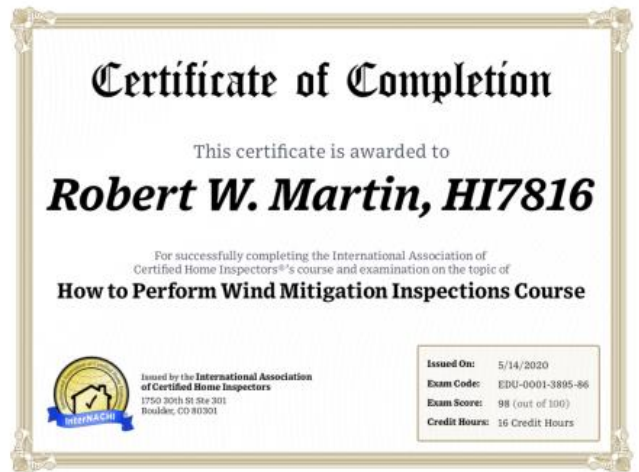 Certificate of Completion
This certificate is awarded to
Robert W. Martin, HI7816
For successfully completing the International Association of
Certified Home Inspectors®'s course and examination on the topic of
How to Perform Wind Mitigation Inspections Course
InterNACHI
Issued by the International Association
of Certified Home Inspectors
1750 30th St Ste 301
Boulder, CO 80301
Issued On: 5/14/2020
Exam Code: EDU-0001-3895-86
Exam Score: 98 (out of 100)
Credit Hours: 16 Credit Hours